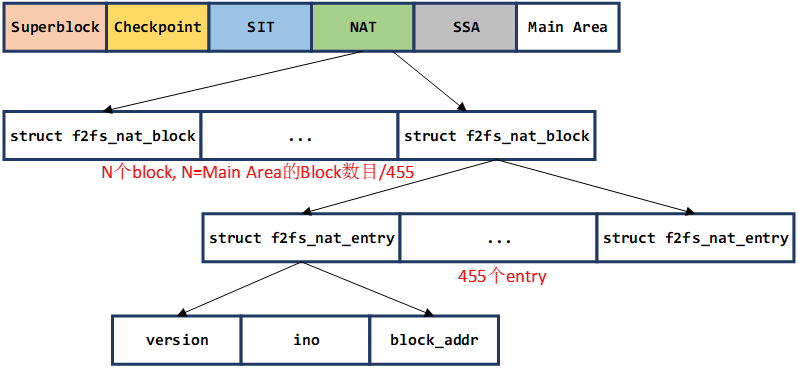 Superblock Checkpoint SIT NAT SSA Main Area
struct f2fs_nat_block ... struct f2fs_nat_block
N个block, N=Main Area的Block数目/455
struct f2fs_nat_entry ... struct f2fs_nat_entry
455个entry
version ino block_addr